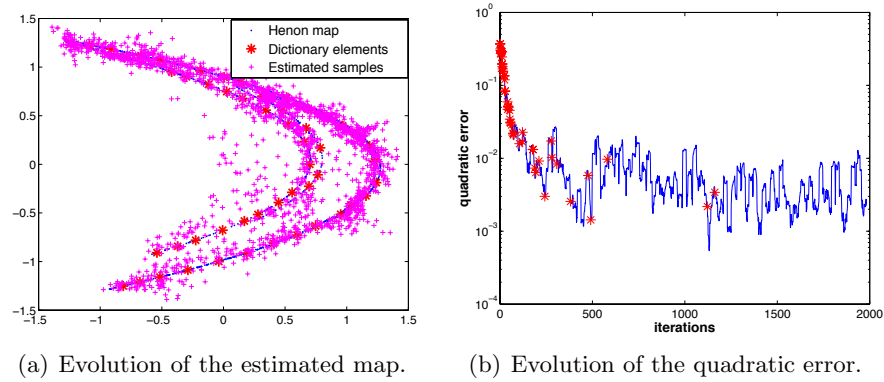 1.5
1
0.5
0
−0.5
−1
−1.5
−1.5 −1 −0.5 0 0.5 1 1.5
Henon map
Dictionary elements
Estimated samples
(a) Evolution of the estimated map.
10^0
10^−1
10^−2
10^−3
10^−4
quadratic error
0 500 1000 1500 2000
iterations
(b) Evolution of the quadratic error.